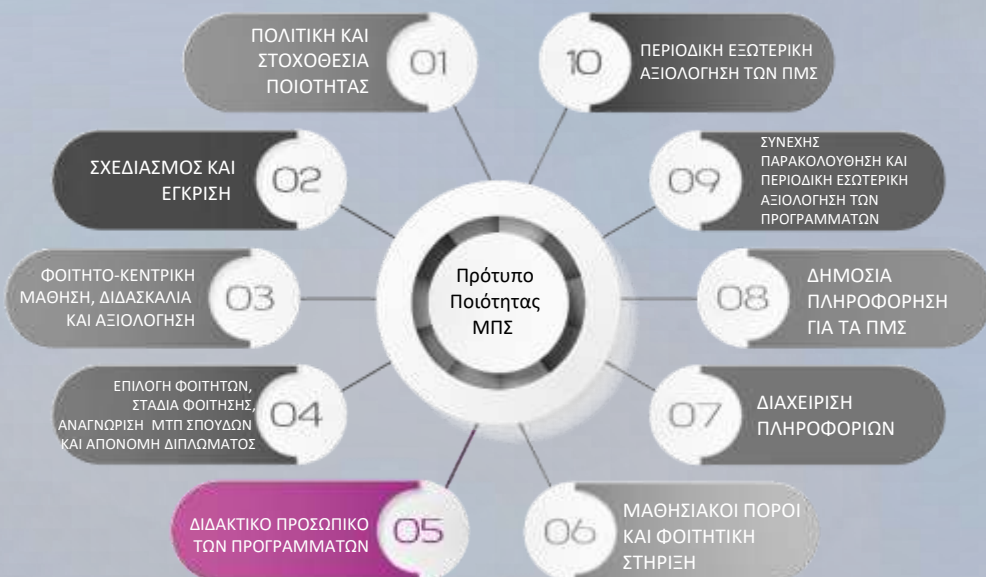 ΠΟΛΙΤΙΚΗ ΚΑΙ
ΣΤΟΧΟΘΕΣΙΑ
ΠΟΙΟΤΗΤΑΣ
01
ΣΧΕΔΙΑΣΜΟΣ ΚΑΙ
ΕΓΚΡΙΣΗ
02
ΦΟΙΤΗΤΟ-ΚΕΝΤΡΙΚΗ
ΜΑΘΗΣΗ, ΔΙΔΑΣΚΑΛΙΑ
ΚΑΙ ΑΞΙΟΛΟΓΗΣΗ
03
ΕΠΙΛΟΓΗ ΦΟΙΤΗΤΩΝ,
ΣΤΑΔΙΑ ΦΟΙΤΗΣΗΣ,
ΑΝΑΓΝΩΡΙΣΗ ΜΤΠ ΣΠΟΥΔΩΝ
ΚΑΙ ΑΠΟΝΟΜΗ ΔΙΠΛΩΜΑΤΟΣ
04
ΔΙΔΑΚΤΙΚΟ ΠΡΟΣΩΠΙΚΟ
ΤΩΝ ΠΡΟΓΡΑΜΜΑΤΩΝ
05
Πρότυπο
Ποιότητας
ΜΠΣ
06
ΜΑΘΗΣΙΑΚΟΙ ΠΟΡΟΙ
ΚΑΙ ΦΟΙΤΗΤΙΚΗ
ΣΤΗΡΙΞΗ
07
ΔΙΑΧΕΙΡΙΣΗ
ΠΛΗΡΟΦΟΡΙΩΝ
08
ΔΗΜΟΣΙΑ
ΠΛΗΡΟΦΟΡΗΣΗ
ΓΙΑ ΤΑ ΠΜΣ
09
ΣΥΝΕΧΗΣ
ΠΑΡΑΚΟΛΟΥΘΗΣΗ ΚΑΙ
ΠΕΡΙΟΔΙΚΗ ΕΣΩΤΕΡΙΚΗ
ΑΞΙΟΛΟΓΗΣΗ ΤΩΝ
ΠΡΟΓΡΑΜΜΑΤΩΝ
10
ΠΕΡΙΟΔΙΚΗ ΕΞΩΤΕΡΙΚΗ
ΑΞΙΟΛΟΓΗΣΗ ΤΩΝ ΠΜΣ